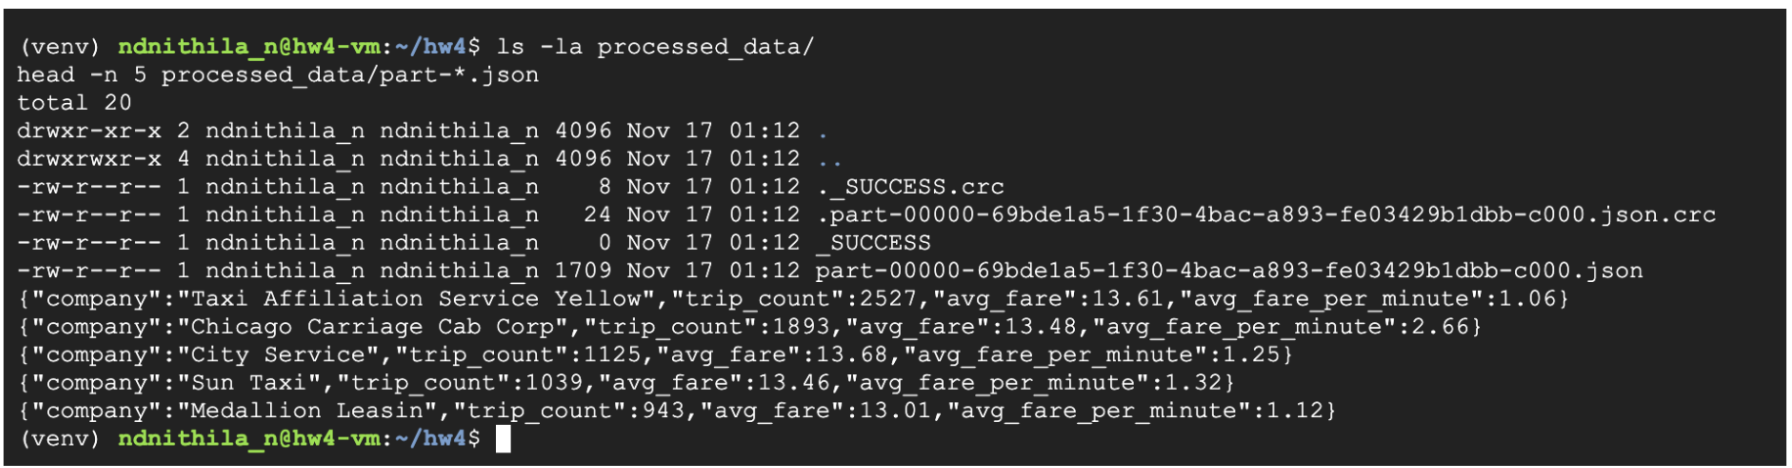 (venv) ndnithila_n@hw4-vm:~/hw4$ ls -la processed_data/
head -n 5 processed_data/part-*.json
total 20
drwxr-xr-x 2 ndnithila_n ndnithila_n 4096 Nov 17 01:12 .
drwxrwxr-x 4 ndnithila_n ndnithila_n 4096 Nov 17 01:12 ..
-rw-r--r-- 1 ndnithila_n ndnithila_n    8 Nov 17 01:12 ._SUCCESS.crc
-rw-r--r-- 1 ndnithila_n ndnithila_n   24 Nov 17 01:12 .part-00000-69bde1a5-1f30-4bac-a893-fe03429b1dbb-c000.json.crc
-rw-r--r-- 1 ndnithila_n ndnithila_n    0 Nov 17 01:12 _SUCCESS
-rw-r--r-- 1 ndnithila_n ndnithila_n 1709 Nov 17 01:12 part-00000-69bde1a5-1f30-4bac-a893-fe03429b1dbb-c000.json
{"company":"Taxi Affiliation Service Yellow","trip_count":2527,"avg_fare":13.61,"avg_fare_per_minute":1.06}
{"company":"Chicago Carriage Cab Corp","trip_count":1893,"avg_fare":13.48,"avg_fare_per_minute":2.66}
{"company":"City Service","trip_count":1125,"avg_fare":13.68,"avg_fare_per_minute":1.25}
{"company":"Sun Taxi","trip_count":1039,"avg_fare":13.46,"avg_fare_per_minute":1.32}
{"company":"Medallion Leasin","trip_count":943,"avg_fare":13.01,"avg_fare_per_minute":1.12}
(venv) ndnithila_n@hw4-vm:~/hw4$